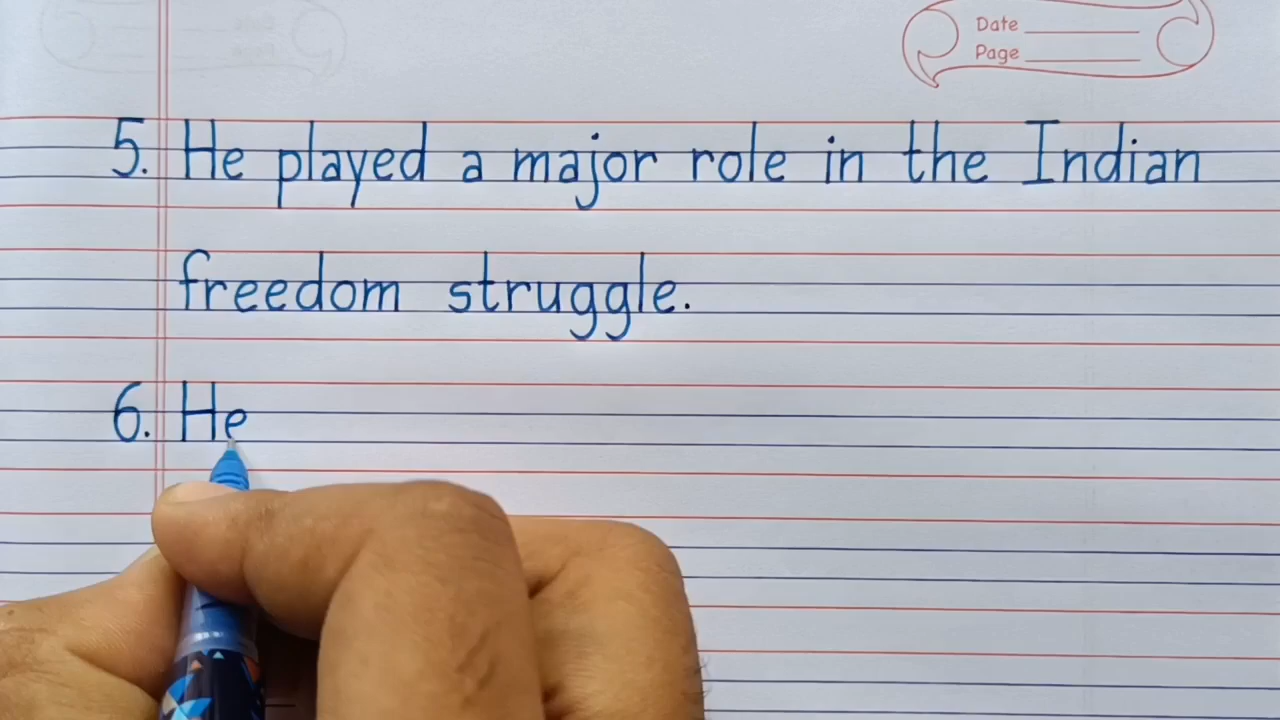 Date
Page
5. He played a major role in the Indian
freedom struggle.
6. He